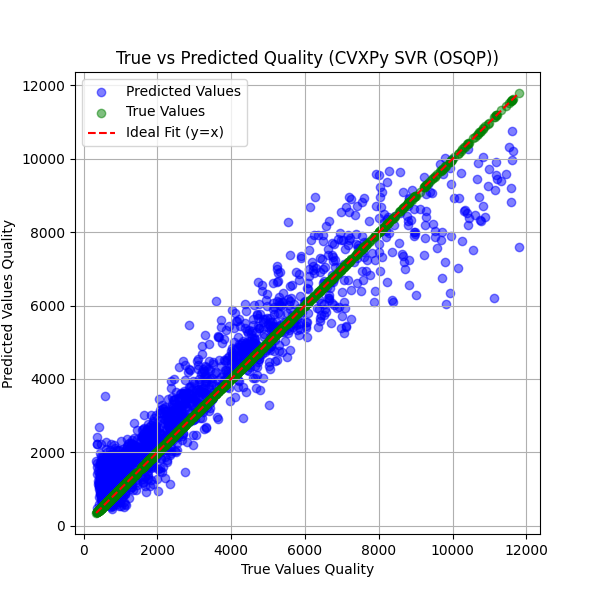 True vs Predicted Quality (CVXPy SVR (OSQP))
Predicted Values
True Values
Ideal Fit (y=x)
12000
10000
8000
6000
4000
2000
0
Predicted Values Quality
0 2000 4000 6000 8000 10000 12000
True Values Quality